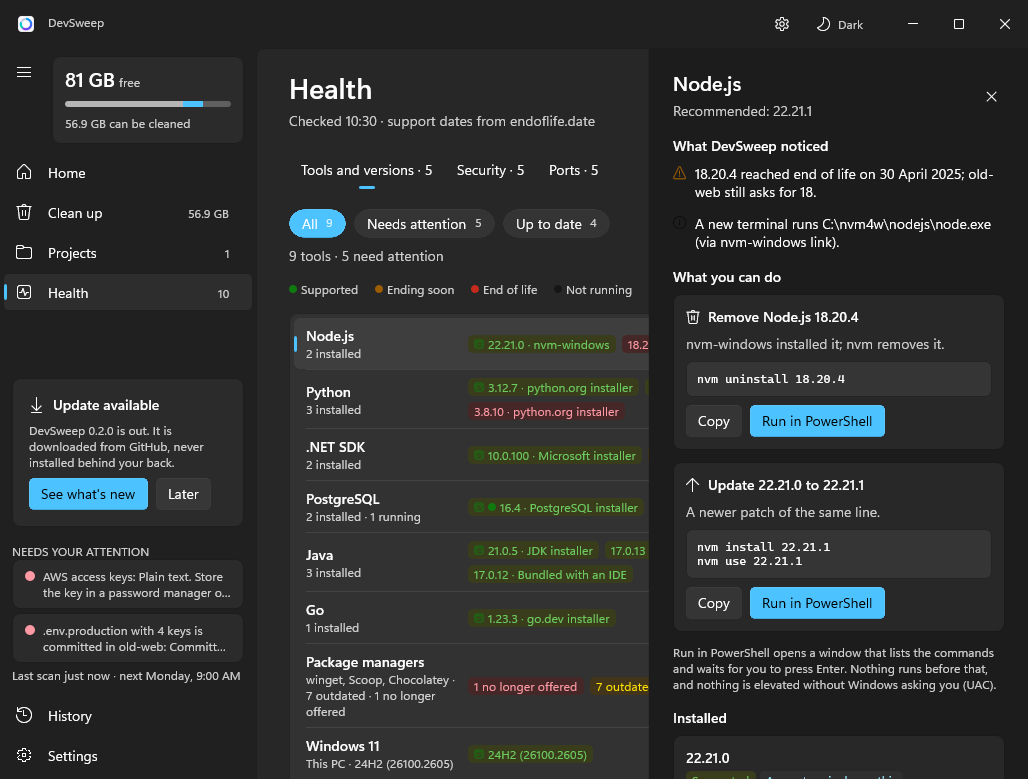 DevSweep
Dark
81 GB free
56.9 GB can be cleaned
Home
Clean up 56.9 GB
Projects 1
Health 10
Update available
DevSweep 0.2.0 is out. It is
downloaded from GitHub, never
installed behind your back.
See what's new
Later
NEEDS YOUR ATTENTION
AWS access keys: Plain text. Store
the key in a password manager o...
.env.production with 4 keys is
committed in old-web: Committ...
Last scan just now · next Monday, 9:00 AM
History
Settings
Health
Checked 10:30 · support dates from endoflife.date
Tools and versions · 5
Security · 5
Ports · 5
All 9
Needs attention 5
Up to date 4
9 tools · 5 need attention
Supported
Ending soon
End of life
Not running
Node.js
2 installed
22.21.0 · nvm-windows
18.2
Python
3 installed
3.12.7 · python.org installer
3.8.10 · python.org installer
.NET SDK
2 installed
10.0.100 · Microsoft installer
PostgreSQL
2 installed · 1 running
16.4 · PostgreSQL installer
Java
3 installed
21.0.5 · JDK installer
17.0.13
17.0.12 · Bundled with an IDE
Go
1 installed
1.23.3 · go.dev installer
Package managers
winget, Scoop, Chocolatey ·
7 outdated · 1 no longer
offered
1 no longer offered
7 outdate
Windows 11
This PC · 24H2 (26100.2605)
24H2 (26100.2605)
Node.js
Recommended: 22.21.1
What DevSweep noticed
18.20.4 reached end of life on 30 April 2025; old-
web still asks for 18.
A new terminal runs C:\nvm4w\nodejs\node.exe
(via nvm-windows link).
What you can do
Remove Node.js 18.20.4
nvm-windows installed it; nvm removes it.
nvm uninstall 18.20.4
Copy
Run in PowerShell
Update 22.21.0 to 22.21.1
A newer patch of the same line.
nvm install 22.21.1
nvm use 22.21.1
Copy
Run in PowerShell
Run in PowerShell opens a window that lists the commands
and waits for you to press Enter. Nothing runs before that,
and nothing is elevated without Windows asking you (UAC).
Installed
22.21.0